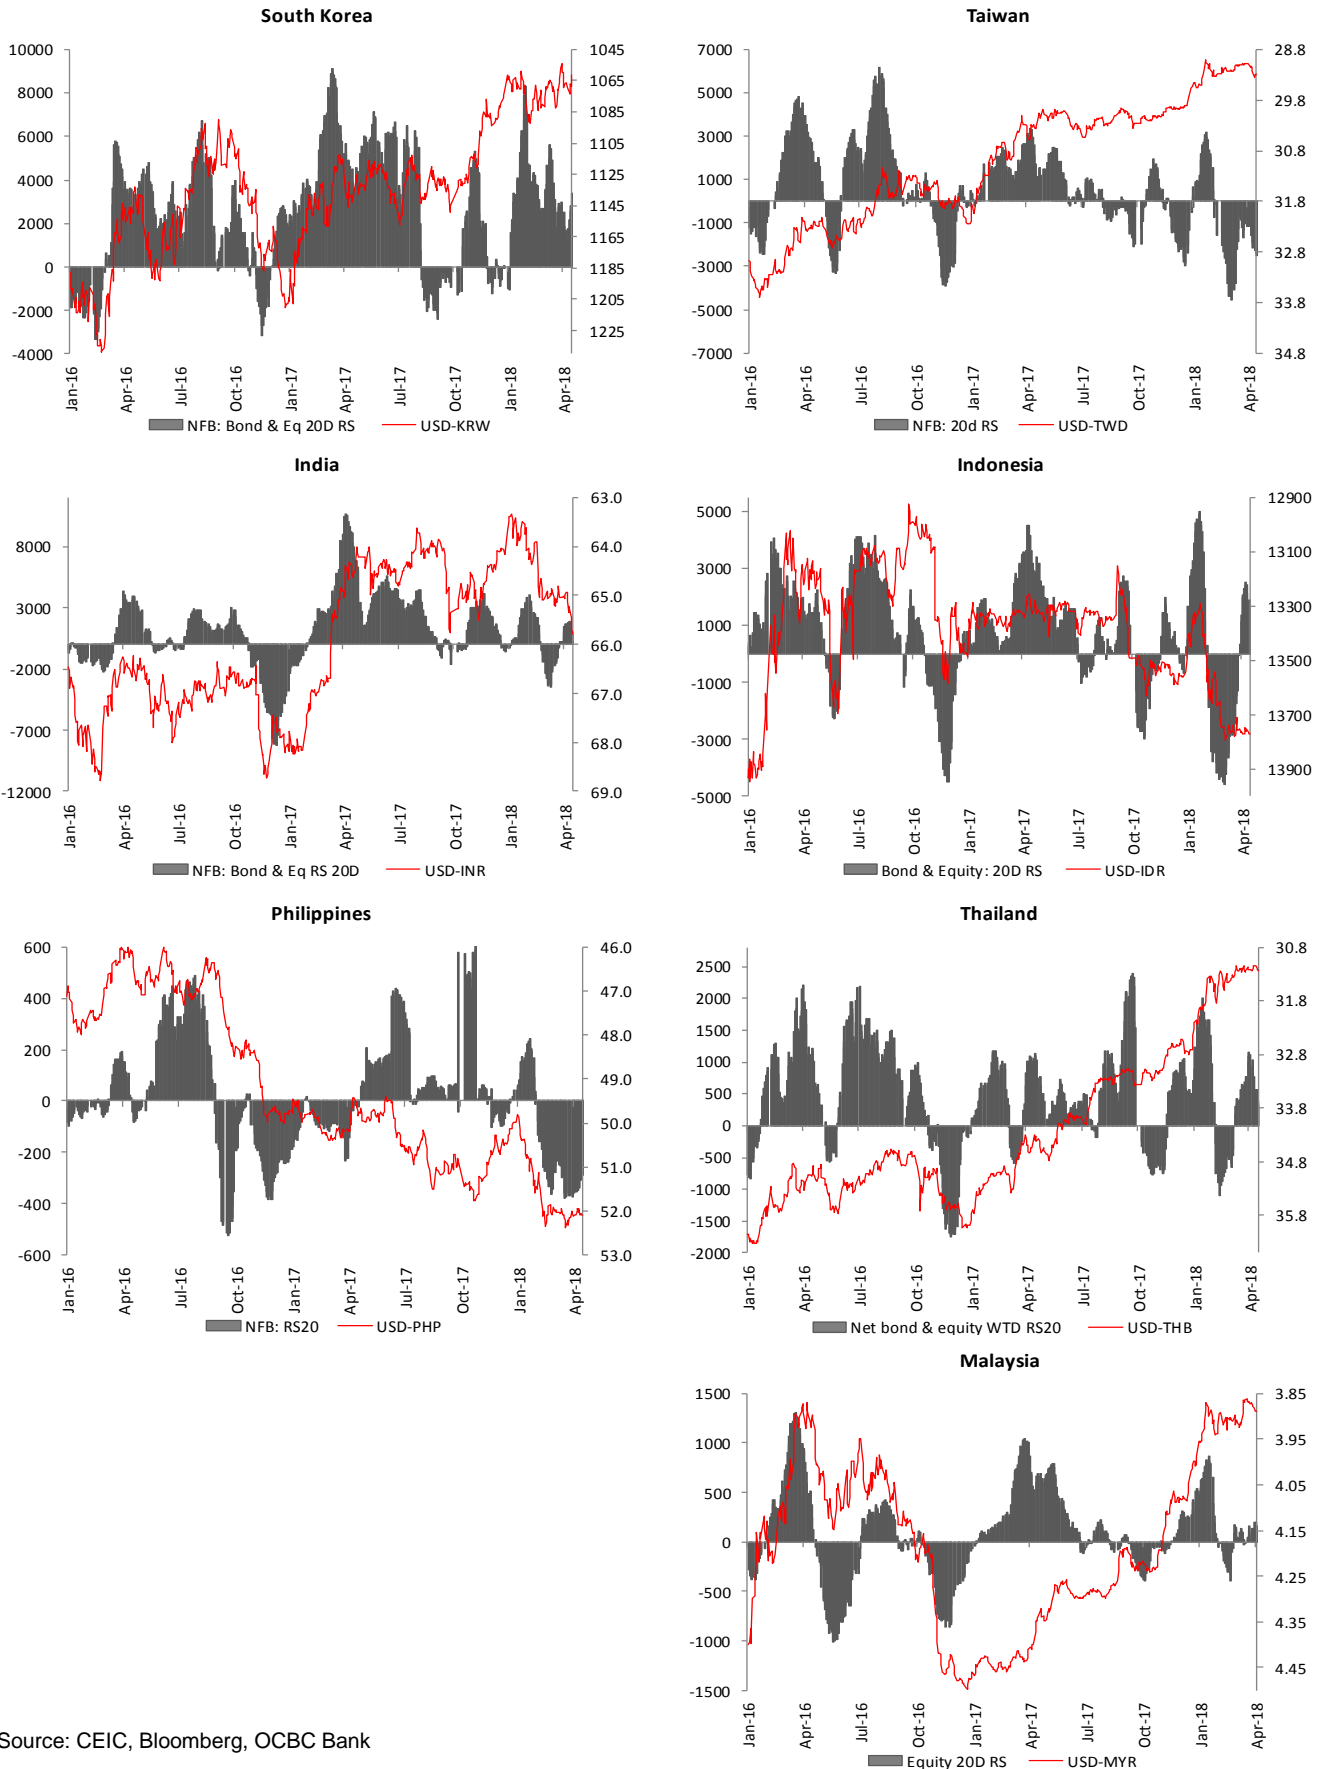 South Korea
10000
8000
6000
4000
2000
0
-2000
-4000
1045
1065
1085
1105
1125
1145
1165
1185
1205
1225
Jan-16
Apr-16
Jul-16
Oct-16
Jan-17
Apr-17
Jul-17
Oct-17
Jan-18
Apr-18
NFB: Bond & Eq 20D RS
USD-KRW
Taiwan
7000
5000
3000
1000
-1000
-3000
-5000
-7000
28.8
29.8
30.8
31.8
32.8
33.8
34.8
Jan-16
Apr-16
Jul-16
Oct-16
Jan-17
Apr-17
Jul-17
Oct-17
Jan-18
Apr-18
NFB: 20d RS
USD-TWD
India
8000
3000
-2000
-7000
-12000
63.0
64.0
65.0
66.0
67.0
68.0
69.0
Jan-16
Apr-16
Jul-16
Oct-16
Jan-17
Apr-17
Jul-17
Oct-17
Jan-18
Apr-18
NFB: Bond & Eq RS 20D
USD-INR
Indonesia
5000
3000
1000
-1000
-3000
-5000
12900
13100
13300
13500
13700
13900
Jan-16
Apr-16
Jul-16
Oct-16
Jan-17
Apr-17
Jul-17
Oct-17
Jan-18
Apr-18
Bond & Equity: 20D RS
USD-IDR
Philippines
600
400
200
0
-200
-400
-600
46.0
47.0
48.0
49.0
50.0
51.0
52.0
53.0
Jan-16
Apr-16
Jul-16
Oct-16
Jan-17
Apr-17
Jul-17
Oct-17
Jan-18
Apr-18
NFB: RS20
USD-PHP
Thailand
2500
2000
1500
1000
500
0
-500
-1000
-1500
-2000
30.8
31.8
32.8
33.8
34.8
35.8
Jan-16
Apr-16
Jul-16
Oct-16
Jan-17
Apr-17
Jul-17
Oct-17
Jan-18
Apr-18
Net bond & equity WTD RS20
USD-THB
Malaysia
1500
1000
500
0
-500
-1000
-1500
3.85
3.95
4.05
4.15
4.25
4.35
4.45
Jan-16
Apr-16
Jul-16
Oct-16
Jan-17
Apr-17
Jul-17
Oct-17
Jan-18
Apr-18
Equity 20D RS
USD-MYR
Source: CEIC, Bloomberg, OCBC Bank